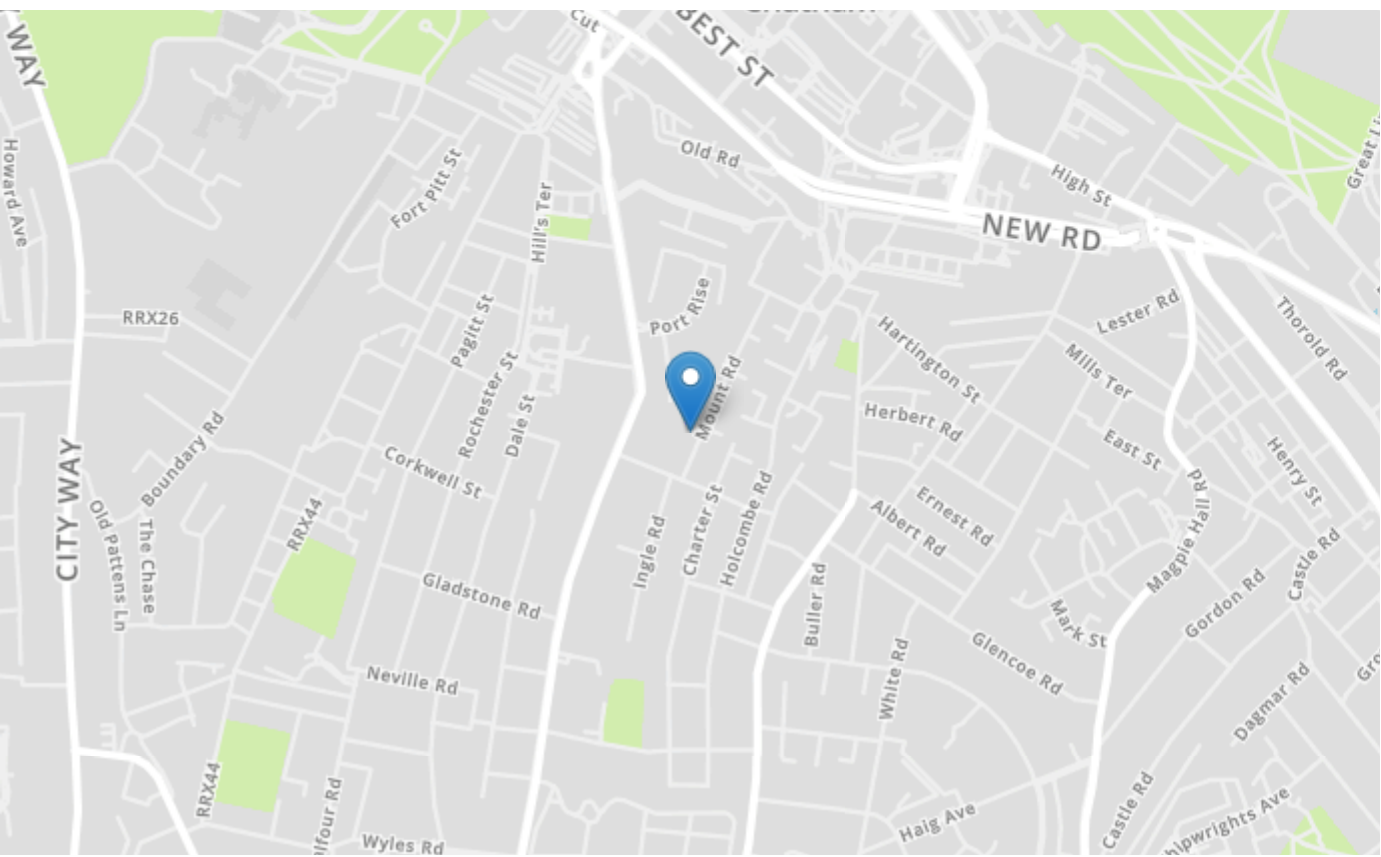 WAY
Cut
BEST ST
Howard Ave
Old Rd
Fort Pitt St
High St
Hill's Ter
NEW RD
RRX26
Port Rise
Pagitt St
Lester Rd
Thorold Rd
Hartington St
Mills Ter
Mount Rd
Rochester St
Dale St
Herbert Rd
Boundary Rd
Corkwell St
East St
Henry St
CITY WAY
Old Pattens Ln
The Chase
RRX44
Ingle Rd
Charter St
Holcombe Rd
Albert Rd
Ernest Rd
Magpie Hall Rd
Castle Rd
Gladstone Rd
Buller Rd
Gordon Rd
Mark St
Glencoe Rd
Neville Rd
White Rd
Dagmar Rd
RRX44
Haig Ave
Castle Rd
Wyles Rd